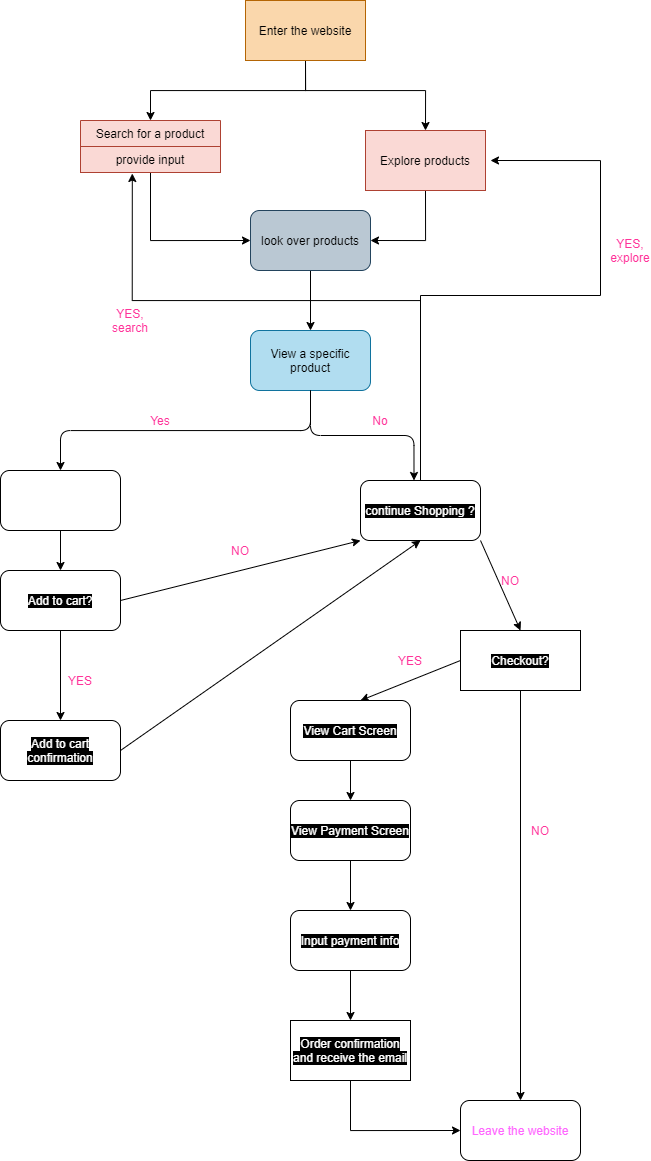 Enter the website
Search for a product
provide input
Explore products
look over products
YES,
explore
YES,
search
View a specific
product
Yes
No
continue Shopping ?
NO
Add to cart?
NO
YES
Checkout?
YES
Add to cart
confirmation
View Cart Screen
View Payment Screen
NO
Input payment info
Order confirmation
and receive the email
Leave the website